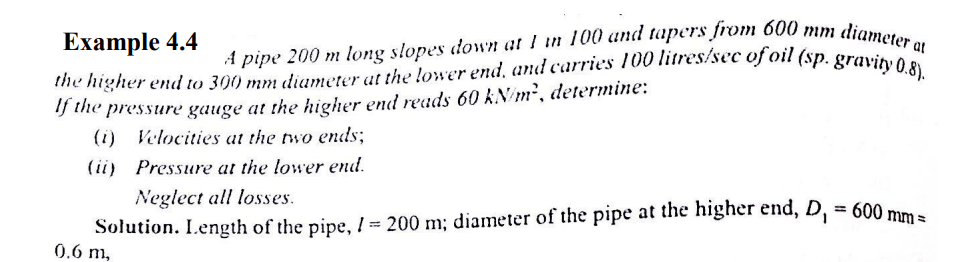 Example 4.4
A pipe 200 m long slopes down at 1 in 100 and tapers from 600 mm diameter at
the higher end to 300 mm diameter at the lower end, and carries 100 litres/sec of oil (sp. gravity 0.8).
If the pressure gauge at the higher end reads 60 kN/m², determine:
(i) Velocities at the two ends;
(ii) Pressure at the lower end.
Neglect all losses.
Solution. Length of the pipe, l = 200 m; diameter of the pipe at the higher end, D₁ = 600 mm =
0.6 m,